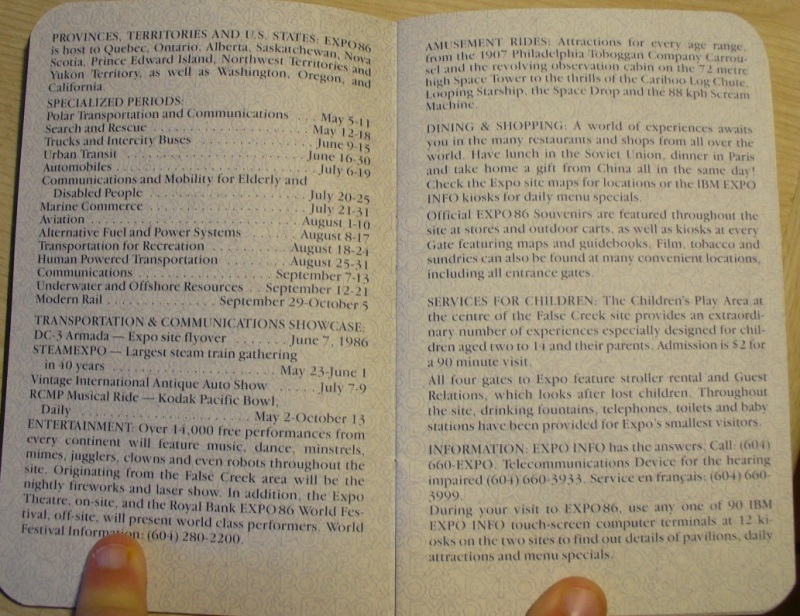 PROVINCES, TERRITORIES AND U.S. STATES: EXPO86
is host to Quebec, Ontario, Alberta, Saskatchewan, Nova
Scotia, Prince Edward Island, Northwest Territories and
Yukon Territory, as well as Washington, Oregon, and
California.
SPECIALIZED PERIODS:
Polar Transportation and Communications . . . May 5-11
Search and Rescue . . . . . . . . . . . . . . . . . . . . May 12-18
Trucks and Intercity Buses . . . . . . . . . . . . . . June 9-15
Urban Transit . . . . . . . . . . . . . . . . . . . . . . June 16-30
Automobiles . . . . . . . . . . . . . . . . . . . . . . . . July 6-19
Communications and Mobility for Elderly and
Disabled People . . . . . . . . . . . . . . . . . . . . July 20-25
Marine Commerce . . . . . . . . . . . . . . . . . . . July 21-31
Aviation . . . . . . . . . . . . . . . . . . . . . . . . . August 1-10
Alternative Fuel and Power Systems . . . . . . . August 8-17
Transportation for Recreation . . . . . . . . . . August 18-24
Human Powered Transportation . . . . . . . . . August 25-31
Communications . . . . . . . . . . . . . . . . . September 7-13
Underwater and Offshore Resources . . September 12-21
Modern Rail . . . . . . . . . . . . . September 29-October 5
TRANSPORTATION & COMMUNICATIONS SHOWCASE:
DC-3 Armada — Expo site flyover . . . . . . . June 7, 1986
STEAMEXPO — Largest steam train gathering
in 40 years . . . . . . . . . . . . . . . . . . . . May 23-June 1
Vintage International Antique Auto Show . . . . . July 7-9
RCMP Musical Ride — Kodak Pacific Bowl,
Daily . . . . . . . . . . . . . . . . . . . . . . May 2-October 13
ENTERTAINMENT: Over 14,000 free performances from
every continent will feature music, dance, minstrels,
mimes, jugglers, clowns and even robots throughout the
site. Originating from the False Creek area will be the
nightly fireworks and laser show. In addition, the Expo
Theatre, on-site, and the Royal Bank EXPO86 World Fes-
tival, off-site, will present world class performers. World
Festival Information: (604) 280-2200.
AMUSEMENT RIDES: Attractions for every age range,
from the 1907 Philadelphia Toboggan Company Carrou-
sel and the revolving observation cabin on the 72 metre
high Space Tower to the thrills of the Cariboo Log Chute,
Looping Starship, the Space Drop and the 88 kph Scream
Machine.
DINING & SHOPPING: A world of experiences awaits
you in the many restaurants and shops from all over the
world. Have lunch in the Soviet Union, dinner in Paris
and take home a gift from China all in the same day!
Check the Expo site maps for locations or the IBM EXPO
INFO kiosks for daily menu specials.
Official EXPO86 Souvenirs are featured throughout the
site at stores and outdoor carts, as well as kiosks at every
Gate featuring maps and guidebooks. Film, tobacco and
sundries can also be found at many convenient locations,
including all entrance gates.
SERVICES FOR CHILDREN: The Children's Play Area at
the centre of the False Creek site provides an extraordi-
nary number of experiences especially designed for chil-
dren aged two to 14 and their parents. Admission is $2 for
a 90 minute visit.
All four gates to Expo feature stroller rental and Guest
Relations, which looks after lost children. Throughout
the site, drinking fountains, telephones, toilets and baby
stations have been provided for Expo's smallest visitors.
INFORMATION: EXPO INFO has the answers. Call: (604)
660-EXPO. Telecommunications Device for the hearing
impaired (604) 660-3933. Service en français: (604) 660-
3999.
During your visit to EXPO86, use any one of 90 IBM
EXPO INFO touch-screen computer terminals at 12 ki-
osks on the two sites to find out details of pavilions, daily
attractions and menu specials.